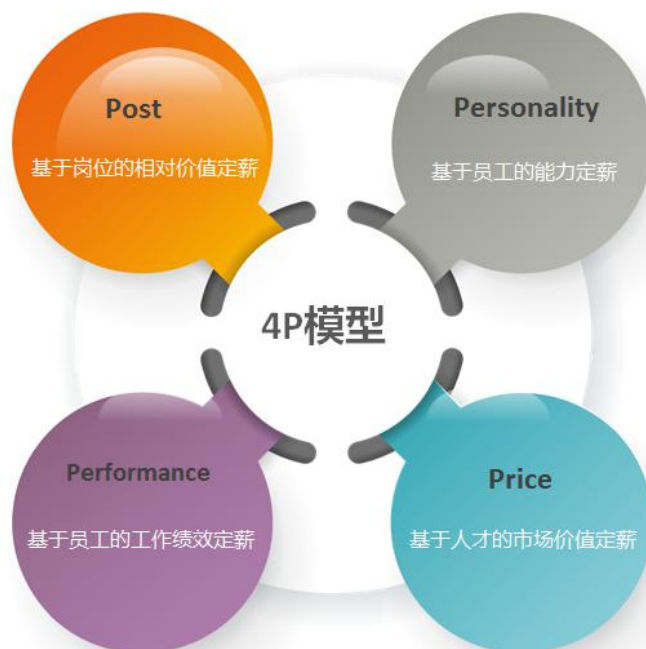 Post
基于岗位的相对价值定薪
Personality
基于员工的能力定薪
4P模型
Performance
基于员工的工作绩效定薪
Price
基于人才的市场价值定薪